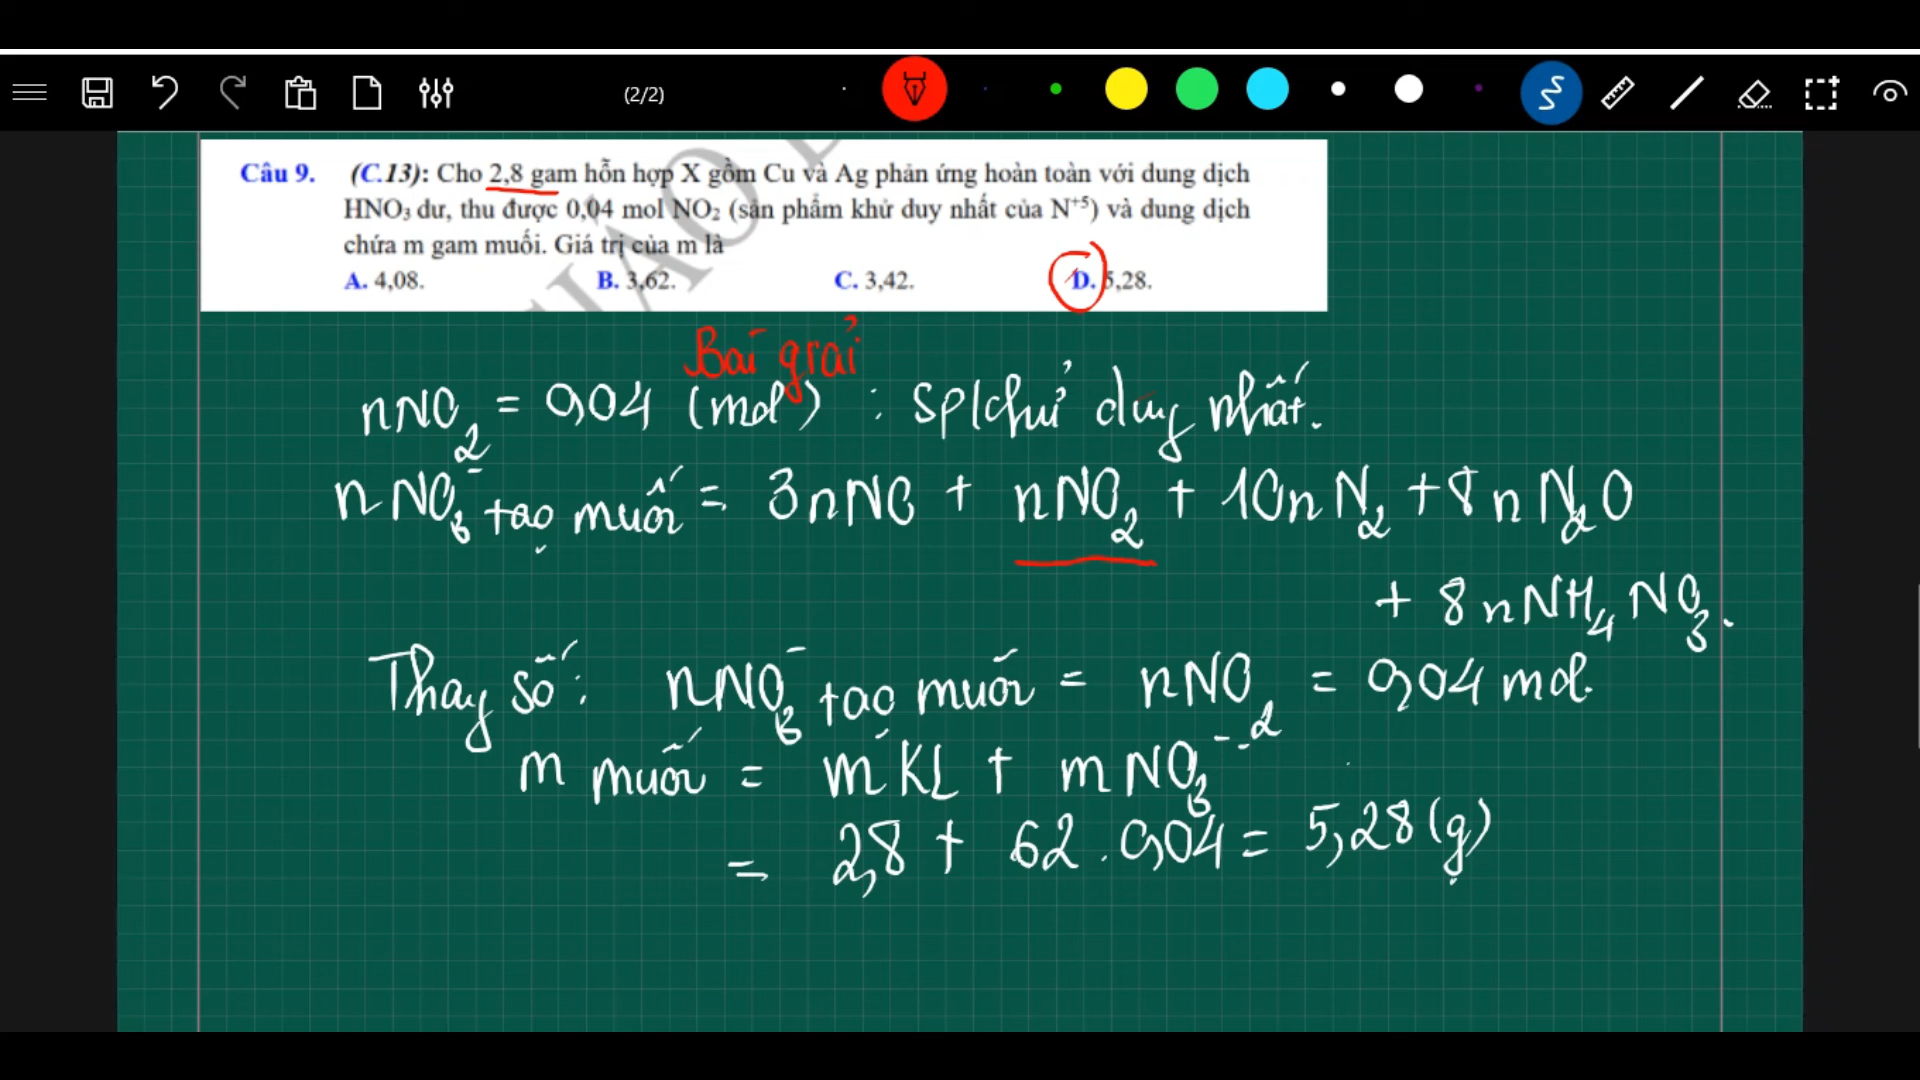 (2/2)
Câu 9. (C.13): Cho 2,8 gam hỗn hợp X gồm Cu và Ag phản ứng hoàn toàn với dung dịch
HNO₃ dư, thu được 0,04 mol NO₂ (sản phẩm khử duy nhất của N⁺⁵) và dung dịch
chứa m gam muối. Giá trị của m là
A. 4,08. B. 3,62. C. 3,42. D. 5,28.
Bài giải
nNO₂ = 0,04 (mol) : sp khử duy nhất.
nNO₃⁻ tạo muối = 3nNO + nNO₂ + 10nN₂ + 8nN₂O
+ 8nNH₄NO₃.
Thay số: nNO₃⁻ tạo muối = nNO₂ = 0,04 mol.
m muối = mKL + mNO₃⁻
= 2,8 + 62.0,04 = 5,28 (g)